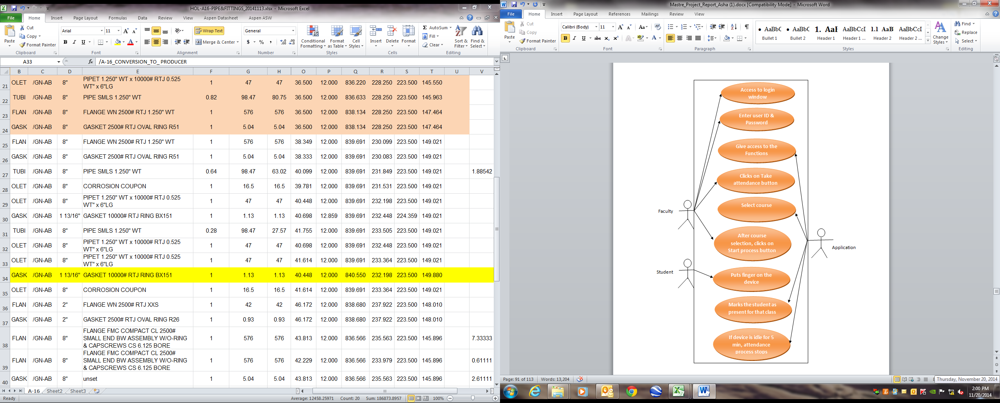 HOL-A16-PIPE&FITTINGS_20141113.xlsx - Microsoft Excel
File Home Insert Page Layout Formulas Data Review View Aspen Datasheet Aspen ASW
Paste
Cut
Copy
Format Painter
Clipboard
Arial 11
B I U
Font
Wrap Text
Merge & Center
Alignment
General
$ % ,
Number
Conditional Formatting
Format as Table
Cell Styles
Styles
Insert Delete Format
Cells
Σ AutoSum
Fill
Clear
Sort & Filter
Find & Select
Editing
A33 fx /A-16_CONVERSION_TO_ PRODUCER
B C D E F G H O P Q R S T U V
21 OLET /GN-AB 8" PIPET 1.250" WT x 10000# RTJ 0.525 WT" x 6"LG 1 47 47 36.500 12.000 836.220 228.250 223.500 145.550
22 TUBI /GN-AB 8" PIPE SMLS 1.250" WT 0.82 98.47 80.75 36.500 12.000 836.633 228.250 223.500 145.963
23 FLAN /GN-AB 8" FLANGE WN 2500# RTJ 1.250" WT 1 576 576 36.500 12.000 838.134 228.250 223.500 147.464
24 GASK /GN-AB 8" GASKET 2500# RTJ OVAL RING R51 1 5.04 5.04 36.500 12.000 838.134 228.250 223.500 147.464
25 FLAN /GN-AB 8" FLANGE WN 2500# RTJ 1.250" WT 1 576 576 38.349 12.000 839.691 230.099 223.500 149.021
26 GASK /GN-AB 8" GASKET 2500# RTJ OVAL RING R51 1 5.04 5.04 38.333 12.000 839.691 230.083 223.500 149.021
27 TUBI /GN-AB 8" PIPE SMLS 1.250" WT 0.64 98.47 63.02 40.099 12.000 839.691 231.849 223.500 149.021 1.88542
28 OLET /GN-AB 8" CORROSION COUPON 1 16.5 16.5 39.781 12.000 839.691 231.531 223.500 149.021
29 OLET /GN-AB 8" PIPET 1.250" WT x 10000# RTJ 0.525 WT" x 6"LG 1 47 47 40.448 12.000 839.691 232.198 223.500 149.021
30 GASK /GN-AB 1 13/16" GASKET 10000# RTJ RING BX151 1 1.13 1.13 40.698 12.859 839.691 232.448 224.359 149.021
31 TUBI /GN-AB 8" PIPE SMLS 1.250" WT 0.28 98.47 27.57 41.755 12.000 839.691 233.505 223.500 149.021
32 OLET /GN-AB 8" PIPET 1.250" WT x 10000# RTJ 0.525 WT" x 6"LG 1 47 47 40.698 12.000 839.691 232.448 223.500 149.021
33 OLET /GN-AB 8" PIPET 1.250" WT x 10000# RTJ 0.525 WT" x 6"LG 1 47 47 41.614 12.000 839.691 233.364 223.500 149.021
34 GASK /GN-AB 1 13/16" GASKET 10000# RTJ RING BX151 1 1.13 1.13 40.448 12.000 840.550 232.198 223.500 149.880
35 OLET /GN-AB 8" CORROSION COUPON 1 16.5 16.5 41.614 12.000 839.691 233.364 223.500 149.021
36 FLAN /GN-AB 2" FLANGE WN 2500# RTJ XXS 1 42 42 46.172 12.000 838.680 237.922 223.500 148.010
37 GASK /GN-AB 2" GASKET 2500# RTJ OVAL RING R26 1 0.93 0.93 46.172 12.000 838.680 237.922 223.500 148.010
38 FLAN /GN-AB 8" FLANGE FMC COMPACT CL 2500# SMALL END BW ASSEMBLY W/O-RING & CAPSCREWS CS 6.125 BORE 1 576 576 43.813 12.000 836.566 235.563 223.500 145.896 7.33333
39 FLAN /GN-AB 8" FLANGE FMC COMPACT CL 2500# SMALL END BW ASSEMBLY W/O-RING & CAPSCREWS CS 6.125 BORE 1 576 576 42.229 12.000 836.566 233.979 223.500 145.896 0.61111
40 GASK /GN-AB 8" unset 1 5.04 5.04 43.813 12.000 836.566 235.563 223.500 145.896 2.61111
A-16 Sheet2 Sheet3
Ready Average: 12458.25971 Count: 20 Sum: 186873.8957 100%
Mastre_Project_Report_Asha (1).docx [Compatibility Mode] - Microsoft Word
File Home Insert Page Layout References Mailings Review View
Paste
Cut
Copy
Format Painter
Clipboard
Calibri (Body) 11
B I U abc x₂ x²
Font
Paragraph
AaBbC AaBbC 1. AaI AaBbCcI 1.1 AaB AaBbCcI
Bullet 1 Bullet 2 Header 1 Header 1 ... Header 2 Header 2 ...
Styles
Change Styles
Find
Replace
Select
Editing
Access to login
window
Enter user ID &
Password
Give access to the
Functions
Clicks on Take
attendance button
Select course
Faculty
After course
selection, clicks on
Start process button
Application
Student
Puts finger on the
device
Marks the student as
present for that class
If device is idle for 5
min, attendance
process stops
Page: 91 of 113 Words: 13,204
Thursday, November 20, 2014
2:00 PM
11/20/2014